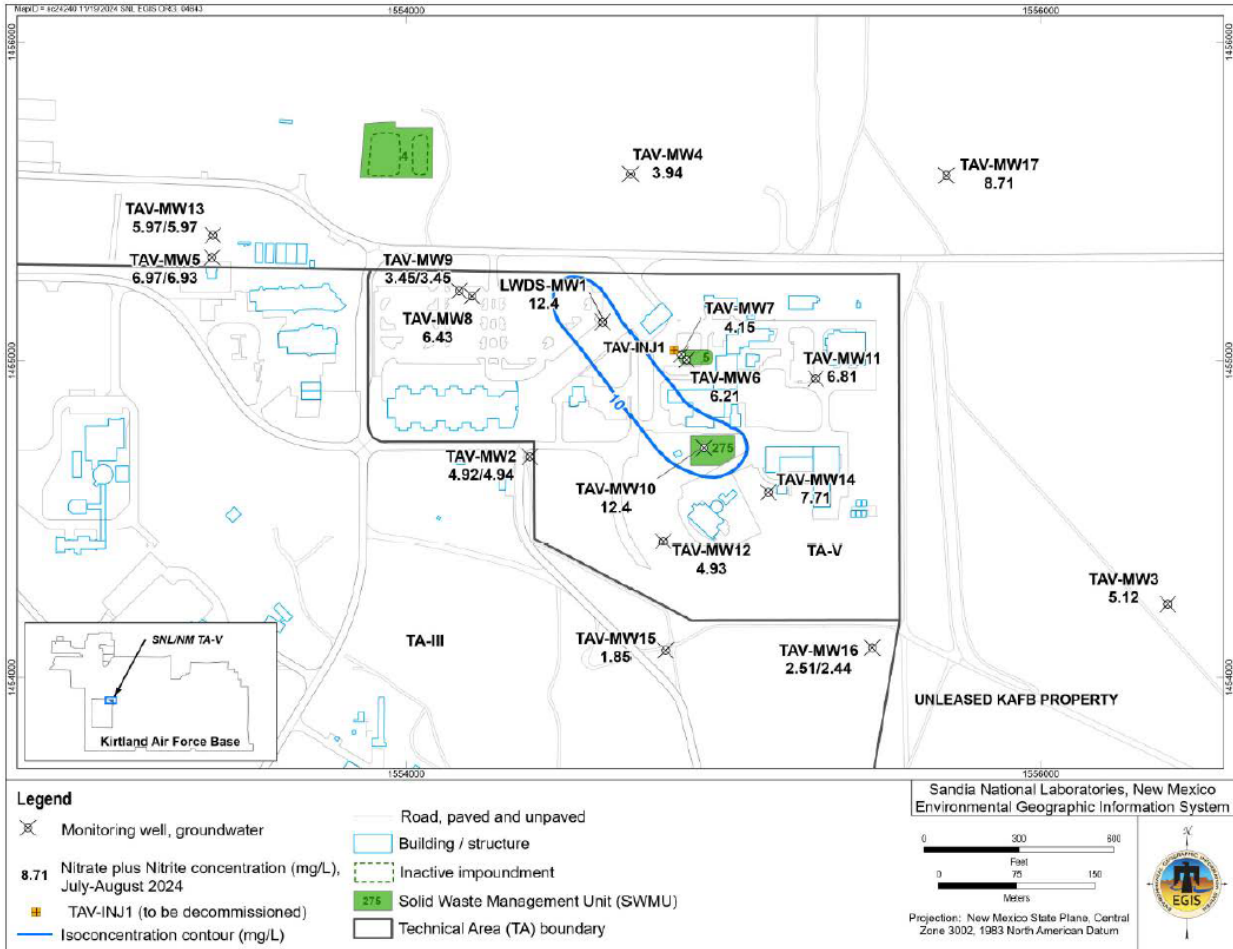 MapID = sc24240 11/19/2024 SNL EGIS ORG. 04643
1554000
1556000
1456000
1456000
4
TAV-MW4
3.94
TAV-MW17
8.71
TAV-MW13
5.97/5.97
TAV-MW5
6.97/6.93
TAV-MW9
3.45/3.45
LWDS-MW1
12.4
TAV-MW8
6.43
TAV-MW7
4.15
TAV-INJ1
5
TAV-MW11
6.81
TAV-MW6
6.21
1455000
1455000
10
275
TAV-MW2
4.92/4.94
TAV-MW10
12.4
TAV-MW14
7.71
TAV-MW12
4.93
TA-V
TAV-MW3
5.12
TA-III
TAV-MW15
1.85
TAV-MW16
2.51/2.44
1454000
1454000
UNLEASED KAFB PROPERTY
SNL/NM TA-V
Kirtland Air Force Base
1554000
1556000
Legend
Monitoring well, groundwater
8.71 Nitrate plus Nitrite concentration (mg/L),
July-August 2024
TAV-INJ1 (to be decommissioned)
Isoconcentration contour (mg/L)
Road, paved and unpaved
Building / structure
Inactive impoundment
275 Solid Waste Management Unit (SWMU)
Technical Area (TA) boundary
Sandia National Laboratories, New Mexico
Environmental Geographic Information System
0 300 600
Feet
0 75 150
Meters
Projection: New Mexico State Plane, Central
Zone 3002, 1983 North American Datum
N
EGIS